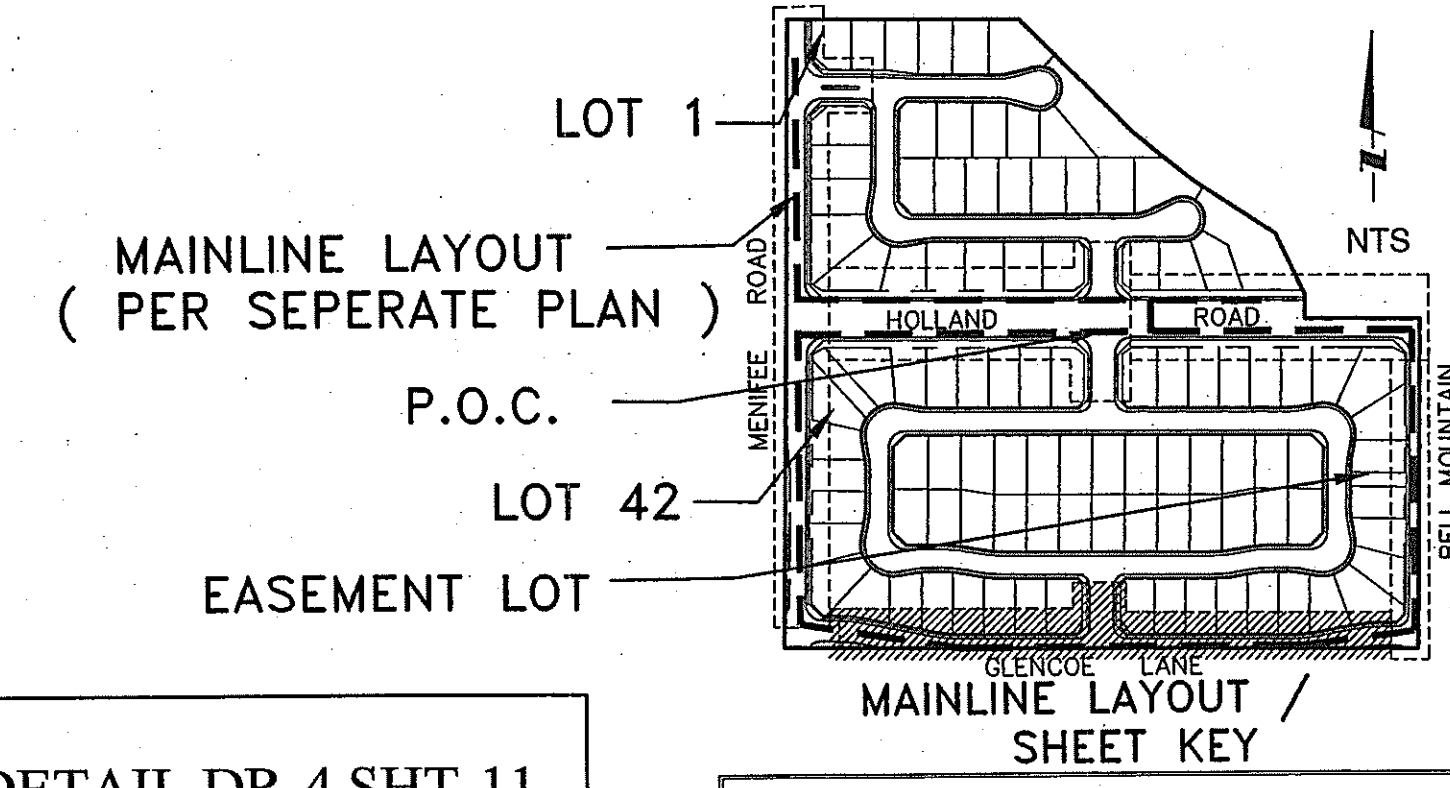 LOT 1
MAINLINE LAYOUT
( PER SEPERATE PLAN )
P.O.C.
LOT 42
EASEMENT LOT
MENIFEE ROAD
HOLLAND ROAD
BELL MOUNTAIN
GLENCOE LANE
N
NTS
MAINLINE LAYOUT /
SHEET KEY
DETAIL DR-4 SHT 11